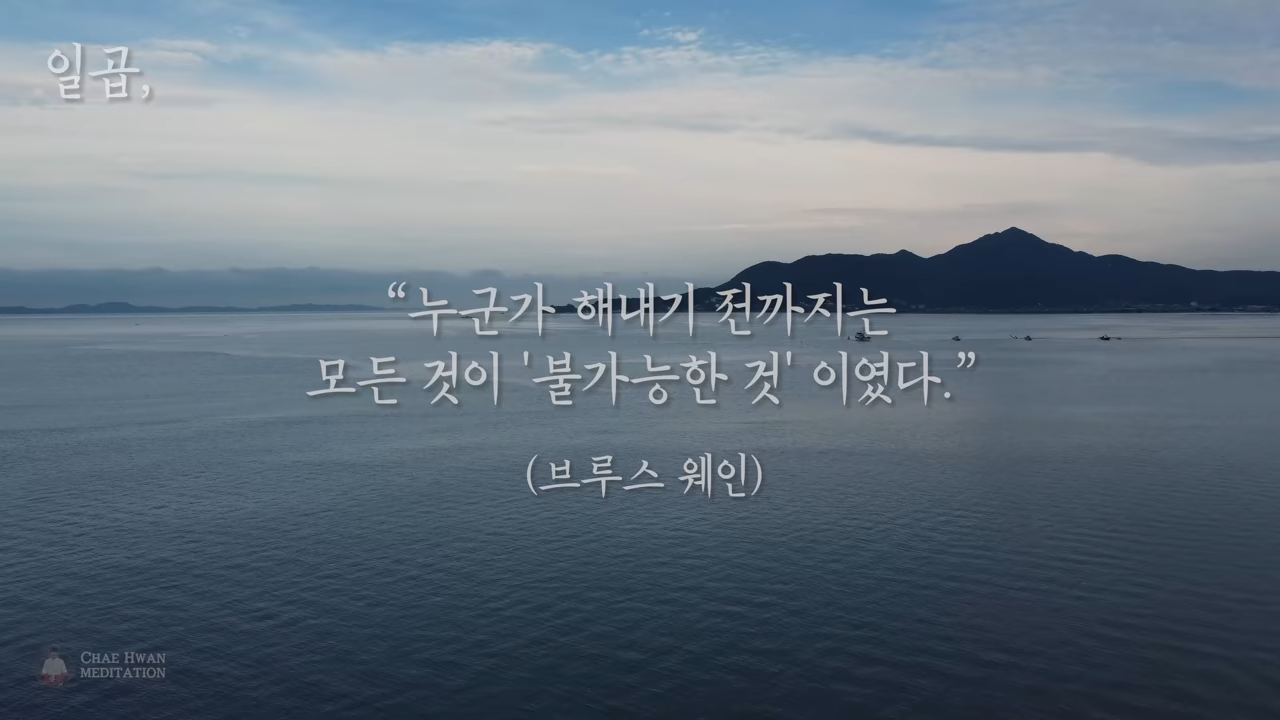 일곱,
“누군가 해내기 전까지는
모든 것이 '불가능한 것' 이였다.”
(브루스 웨인)
CHAE HWAN
MEDITATION